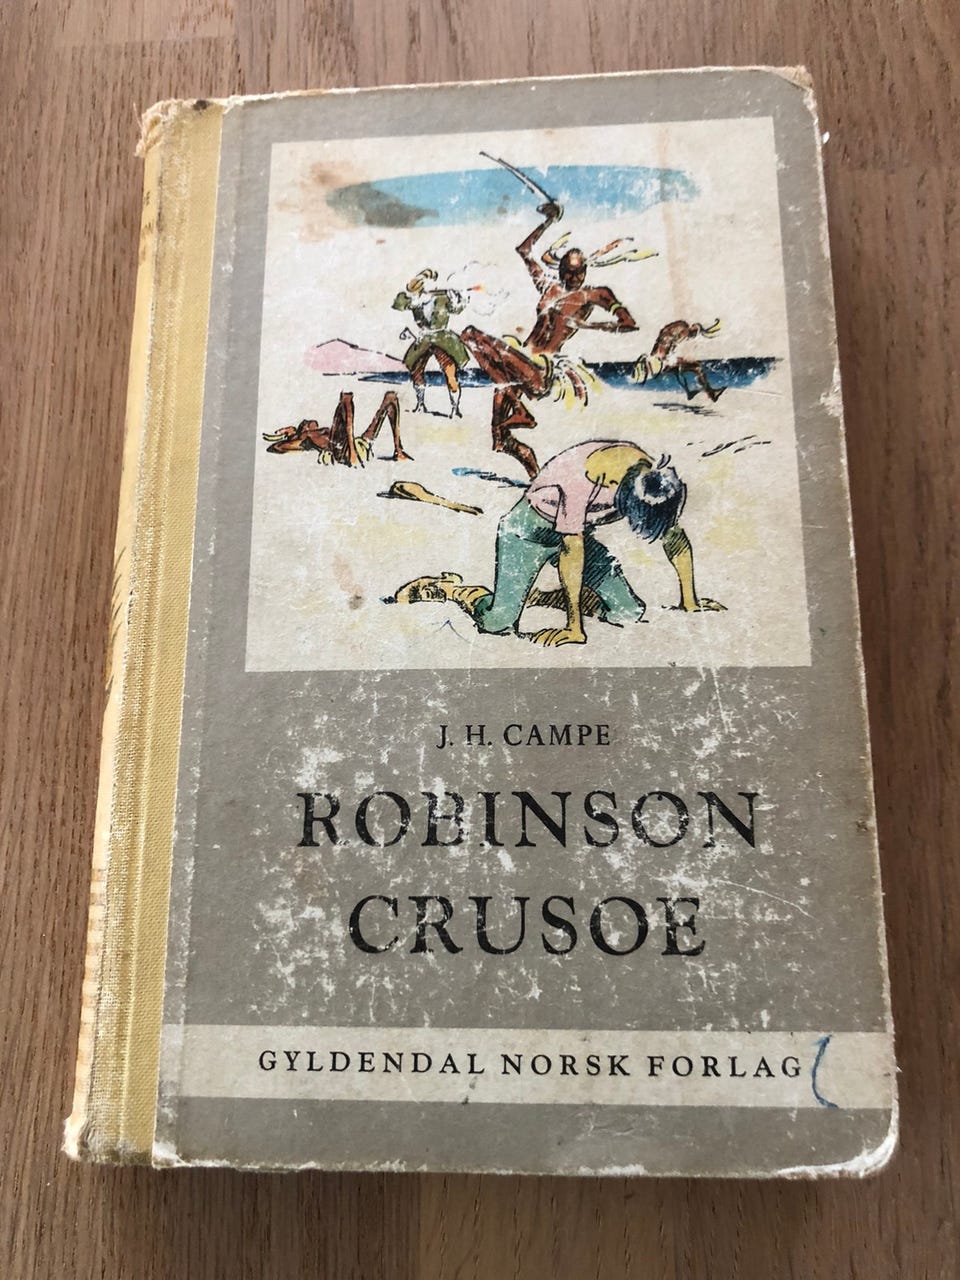 J. H. CAMPE
ROBINSON
CRUSOE
GYLDENDAL NORSK FORLAG